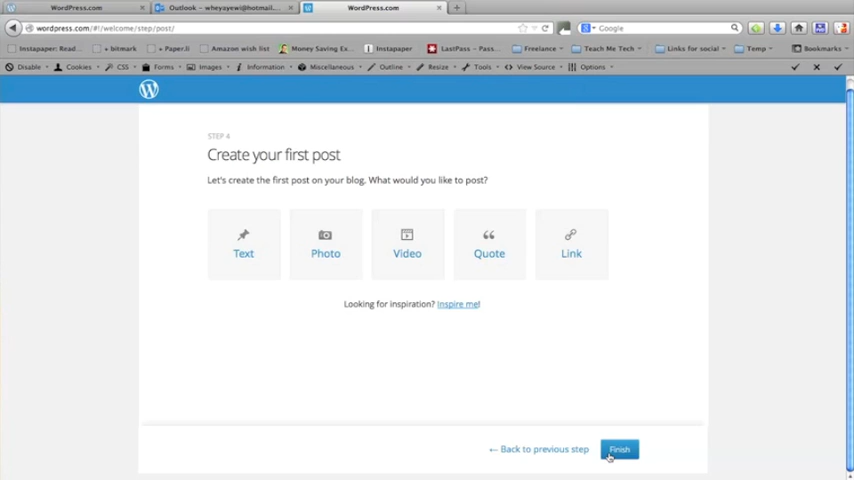 WordPress.com
Outlook – wheyayewi@hotmail....
WordPress.com
wordpress.com/#!/welcome/step/post/
Google
Instapaper: Read...
+ bitmark
+ Paper.li
Amazon wish list
Money Saving Ex...
Instapaper
LastPass – Pass...
Freelance
Teach Me Tech
Links for social
Temp
Bookmarks
Disable
Cookies
CSS
Forms
Images
Information
Miscellaneous
Outline
Resize
Tools
View Source
Options
STEP 4
Create your first post
Let's create the first post on your blog. What would you like to post?
Text
Photo
Video
Quote
Link
Looking for inspiration? Inspire me!
← Back to previous step
Finish